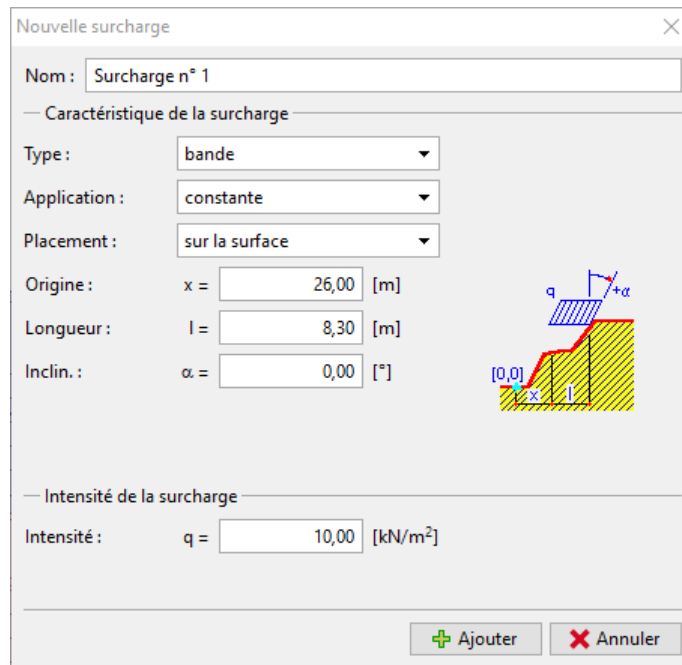 Nouvelle surcharge
Nom : Surcharge n° 1
Caractéristique de la surcharge
Type : bande
Application : constante
Placement : sur la surface
Origine : x = 26,00 [m]
Longueur : l = 8,30 [m]
Inclin. : α = 0,00 [°]
q +α
[0,0]
x l
Intensité de la surcharge
Intensité : q = 10,00 [kN/m²]
Ajouter Annuler